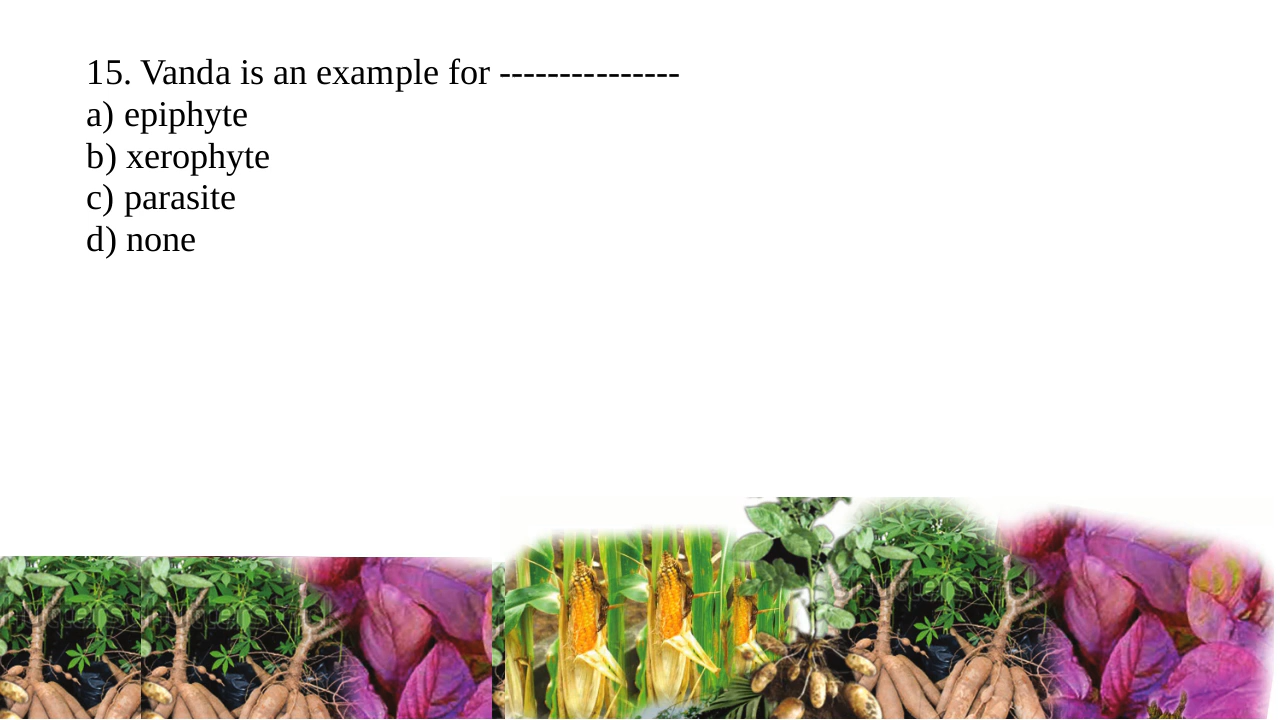 15. Vanda is an example for ---------------
a) epiphyte
b) xerophyte
c) parasite
d) none